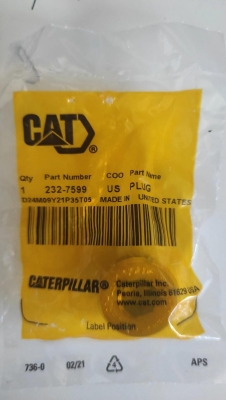 CAT
Qty Part Number COO Part Name
1 232-7599 US PLUG
MADE IN UNITED STATES
CATERPILLAR®
Caterpillar Inc.
Peoria, Illinois 61629 USA
www.cat.com
Label Position
736-0 02/21 4 APS